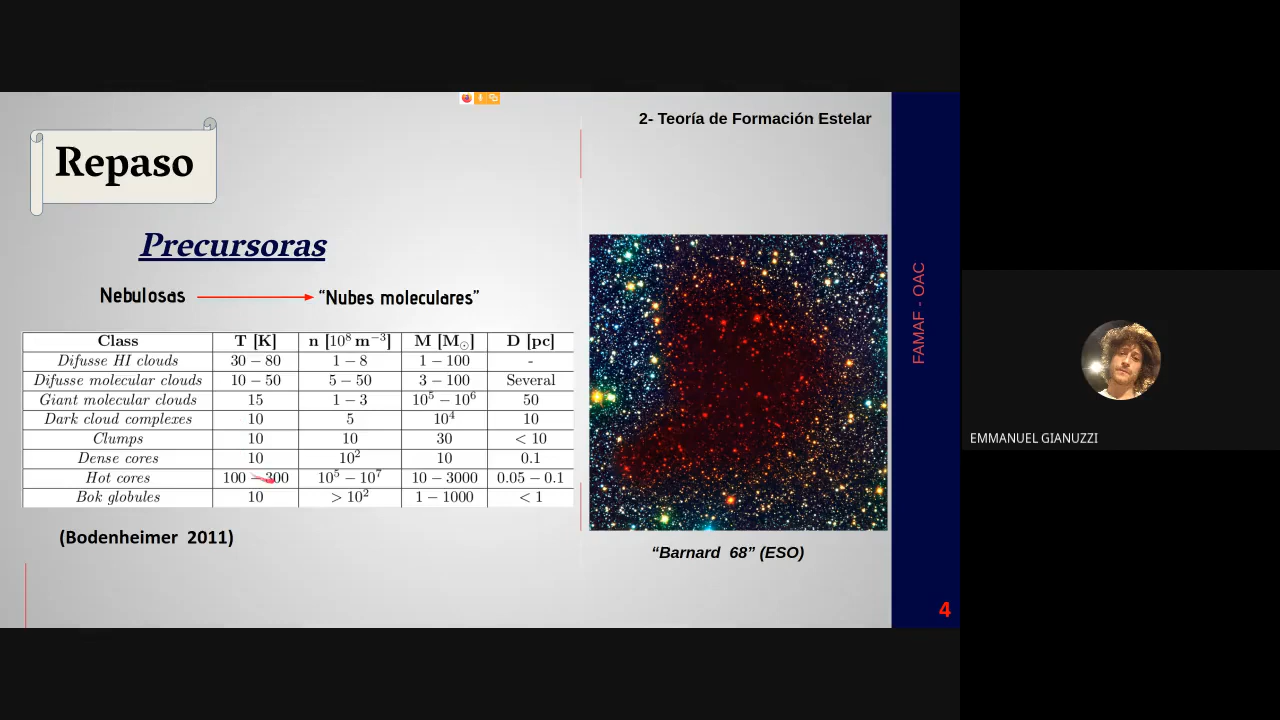 2- Teoría de Formación Estelar
Repaso
Precursoras
Nebulosas “Nubes moleculares”
Class T [K] n [10⁸ m⁻³] M [M☉] D [pc]
Difusse HI clouds 30 – 80 1 – 8 1 – 100 -
Difusse molecular clouds 10 – 50 5 – 50 3 – 100 Several
Giant molecular clouds 15 1 – 3 10⁵ – 10⁶ 50
Dark cloud complexes 10 5 10⁴ 10
Clumps 10 10 30 < 10
Dense cores 10 10² 10 0.1
Hot cores 100 – 300 10⁵ – 10⁷ 10 – 3000 0.05 – 0.1
Bok globules 10 > 10² 1 – 1000 < 1
(Bodenheimer 2011)
“Barnard 68” (ESO)
FAMAF - OAC
4
EMMANUEL GIANUZZI